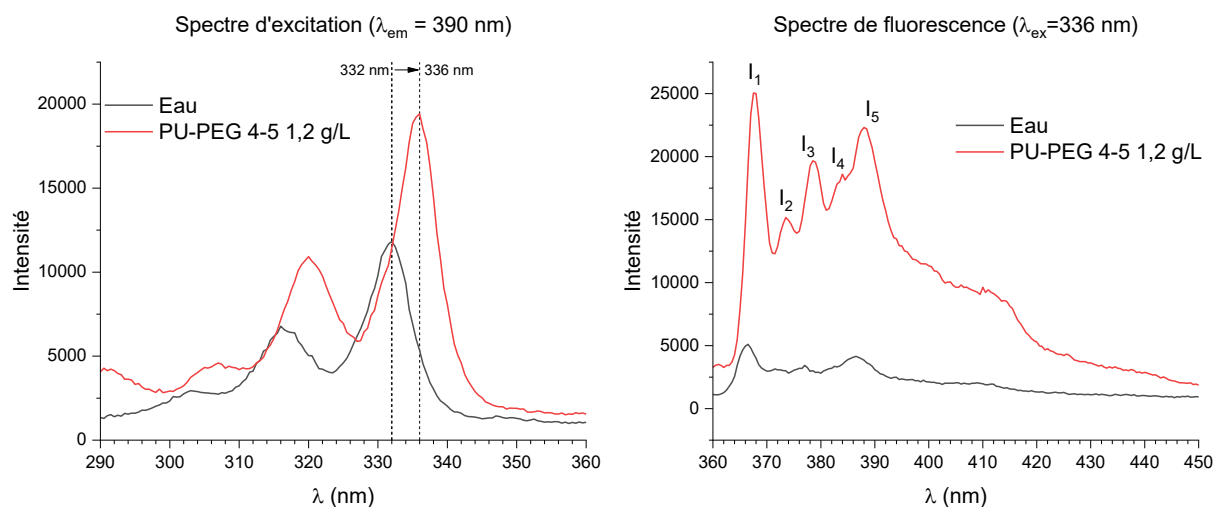 Spectre d'excitation (λem = 390 nm)
332 nm
336 nm
Eau
PU-PEG 4-5 1,2 g/L
20000
15000
10000
5000
0
290
300
310
320
330
340
350
360
λ (nm)
Intensité
Spectre de fluorescence (λex=336 nm)
I1
I2
I3
I4
I5
Eau
PU-PEG 4-5 1,2 g/L
25000
20000
15000
10000
5000
0
360
370
380
390
400
410
420
430
440
450
λ (nm)
Intensité